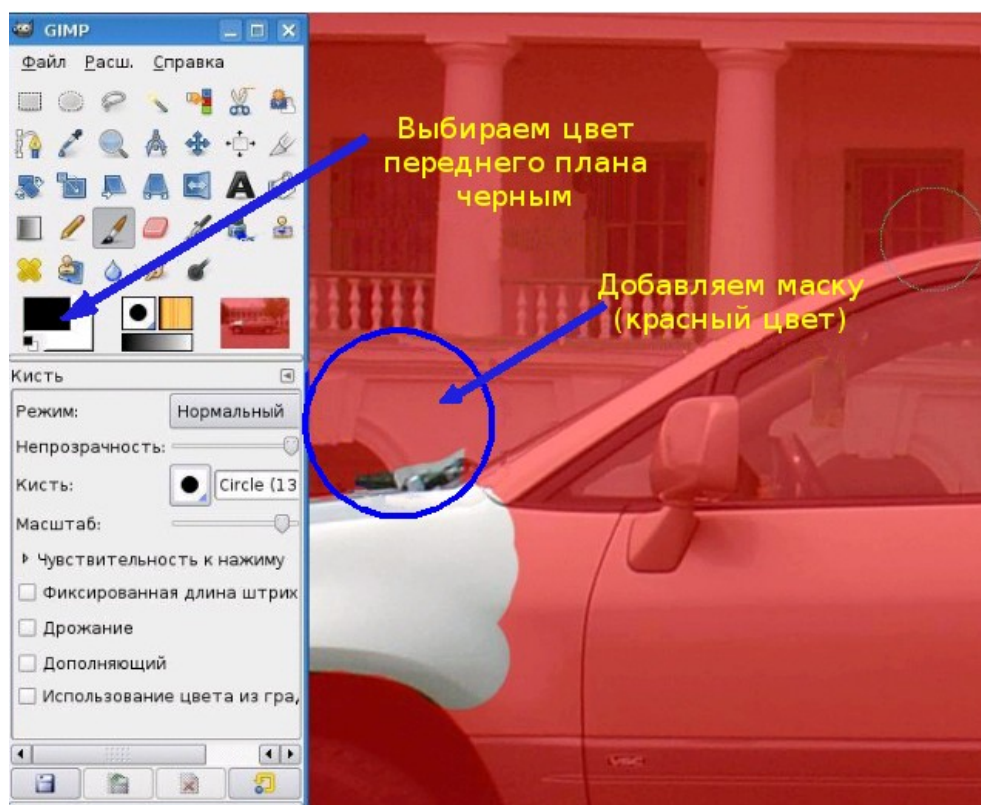 GIMP
Файл Расш. Справка
Выбираем цвет
переднего плана
черным
Добавляем маску
(красный цвет)
Кисть
Режим: Нормальный
Непрозрачность:
Кисть: Circle (13
Масштаб:
Чувствительность к нажиму
Фиксированная длина штрих
Дрожание
Дополняющий
Использование цвета из гра